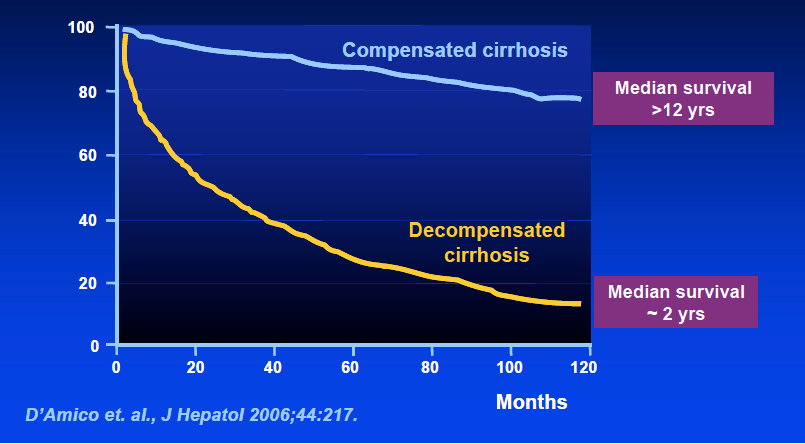 100
80
60
40
20
0
Compensated cirrhosis
Median survival
>12 yrs
Decompensated
cirrhosis
Median survival
~ 2 yrs
0 20 40 60 80 100 120
Months
D'Amico et. al., J Hepatol 2006;44:217.